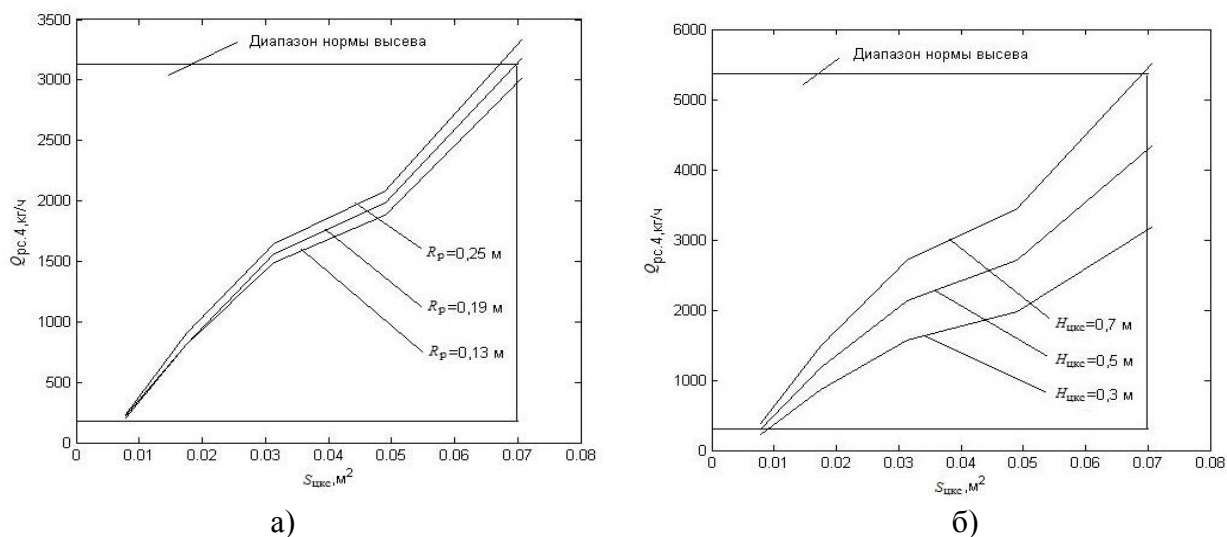 3500
3000
2500
2000
1500
1000
500
0
Qрс.4,кг/ч
Диапазон нормы высева
Rр=0,25 м
Rр=0,19 м
Rр=0,13 м
0 0.01 0.02 0.03 0.04 0.05 0.06 0.07 0.08
Sцкс,м²
а)
6000
5000
4000
3000
2000
1000
0
Qрс.4,кг/ч
Диапазон нормы высева
Hцкс=0,7 м
Hцкс=0,5 м
Hцкс=0,3 м
0 0.01 0.02 0.03 0.04 0.05 0.06 0.07 0.08
Sцкс,м²
б)